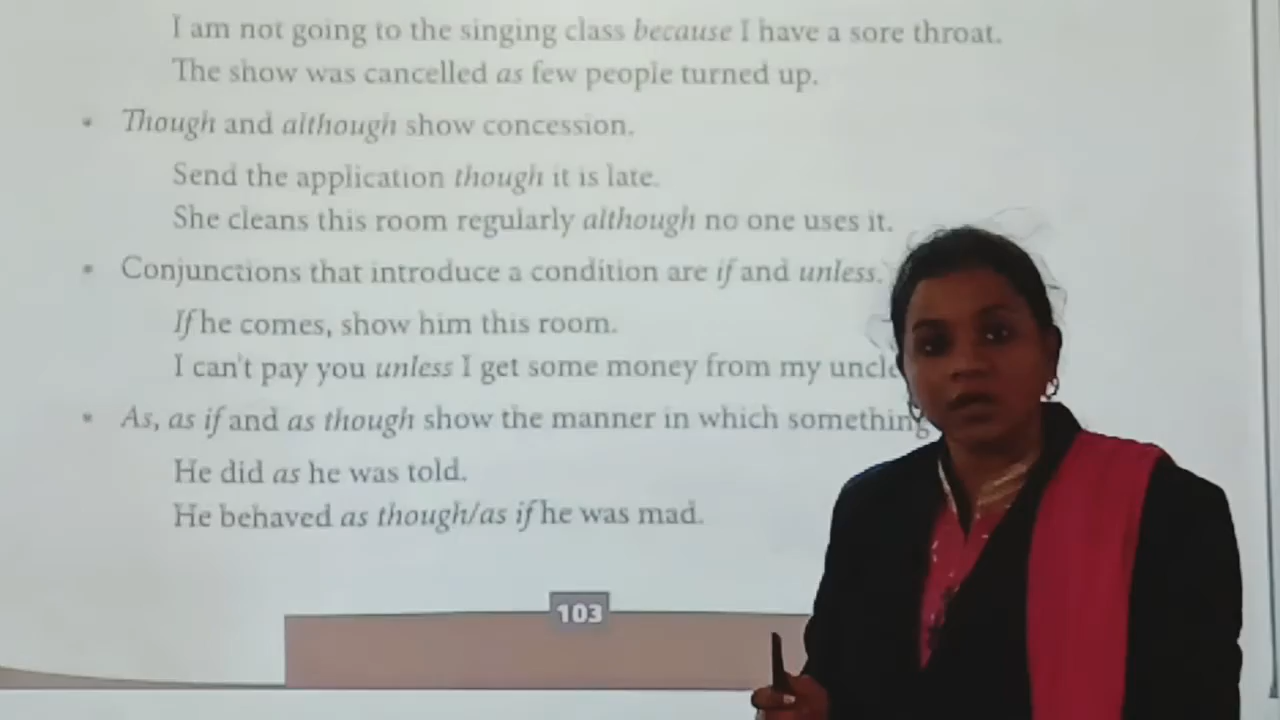 I am not going to the singing class because I have a sore throat.
The show was cancelled as few people turned up.
• Though and although show concession.
Send the application though it is late.
She cleans this room regularly although no one uses it.
• Conjunctions that introduce a condition are if and unless.
If he comes, show him this room.
I can't pay you unless I get some money from my uncle
• As, as if and as though show the manner in which something
He did as he was told.
He behaved as though/as if he was mad.
103